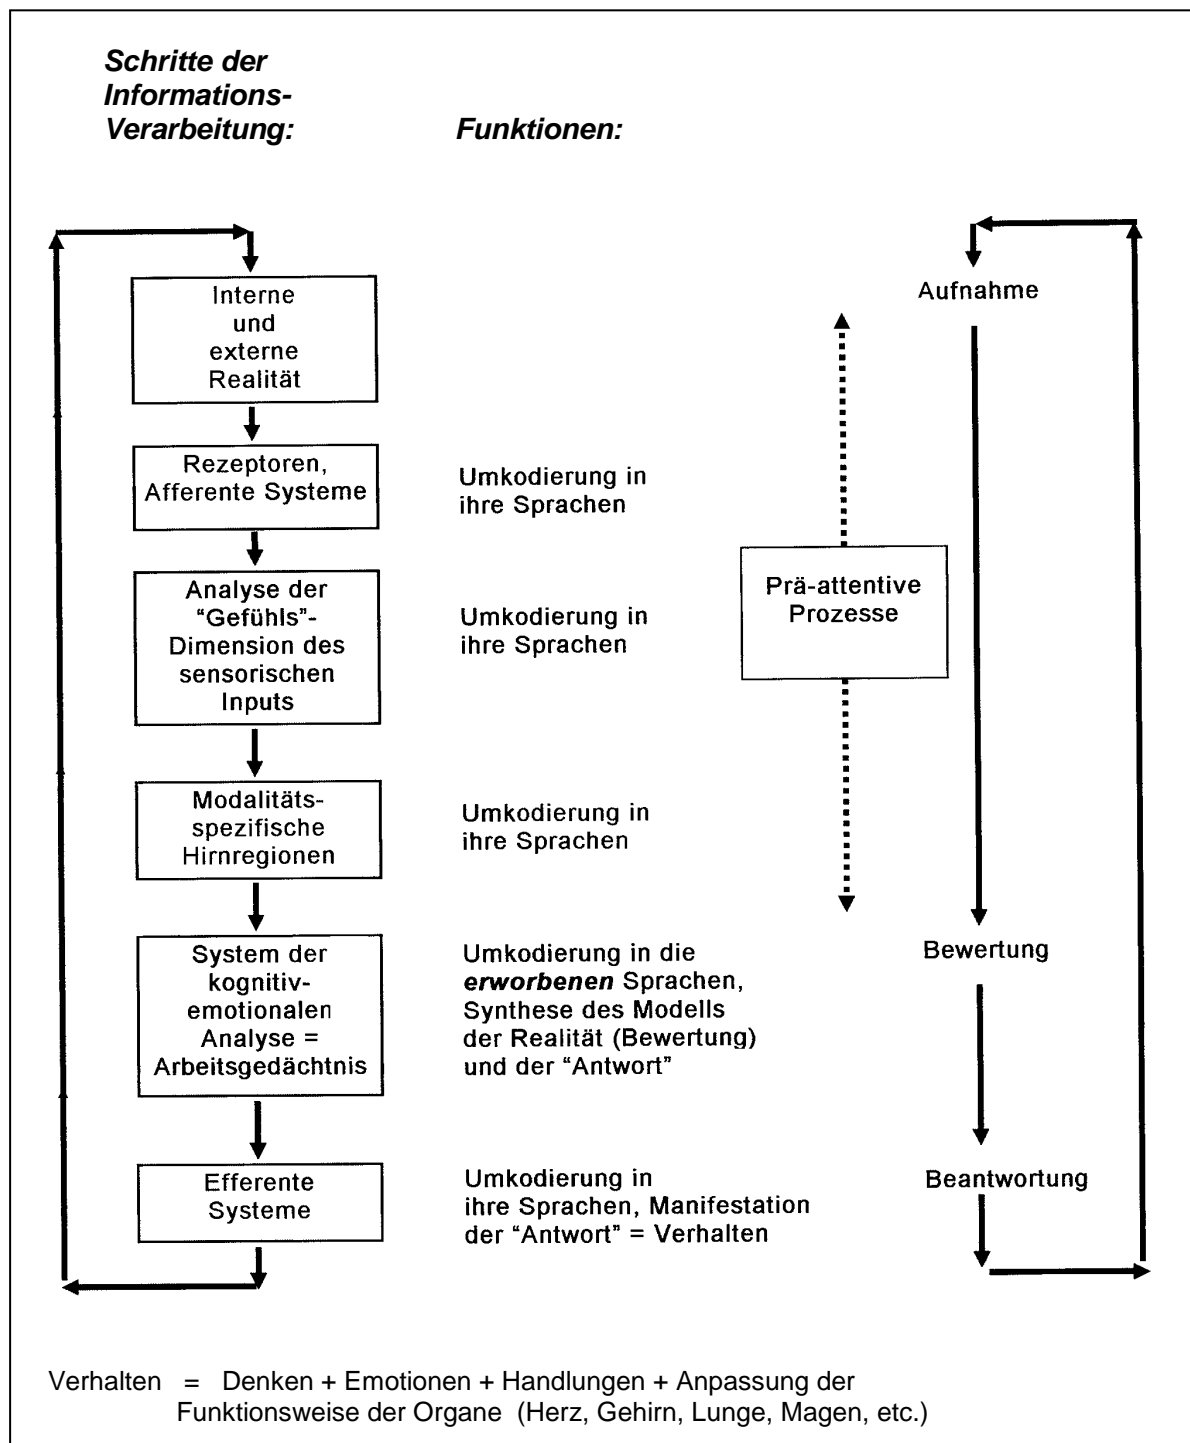 Schritte der
Informations-
Verarbeitung:
Funktionen:
Interne
und
externe
Realität
Aufnahme
Rezeptoren,
Afferente Systeme
Umkodierung in
ihre Sprachen
Analyse der
“Gefühls”-
Dimension des
sensorischen
Inputs
Umkodierung in
ihre Sprachen
Prä-attentive
Prozesse
Modalitäts-
spezifische
Hirnregionen
Umkodierung in
ihre Sprachen
System der
kognitiv-
emotionalen
Analyse =
Arbeitsgedächtnis
Umkodierung in die
erworbenen Sprachen,
Synthese des Modells
der Realität (Bewertung)
und der “Antwort”
Bewertung
Efferente
Systeme
Umkodierung in
ihre Sprachen, Manifestation
der “Antwort” = Verhalten
Beantwortung
Verhalten = Denken + Emotionen + Handlungen + Anpassung der
Funktionsweise der Organe (Herz, Gehirn, Lunge, Magen, etc.)